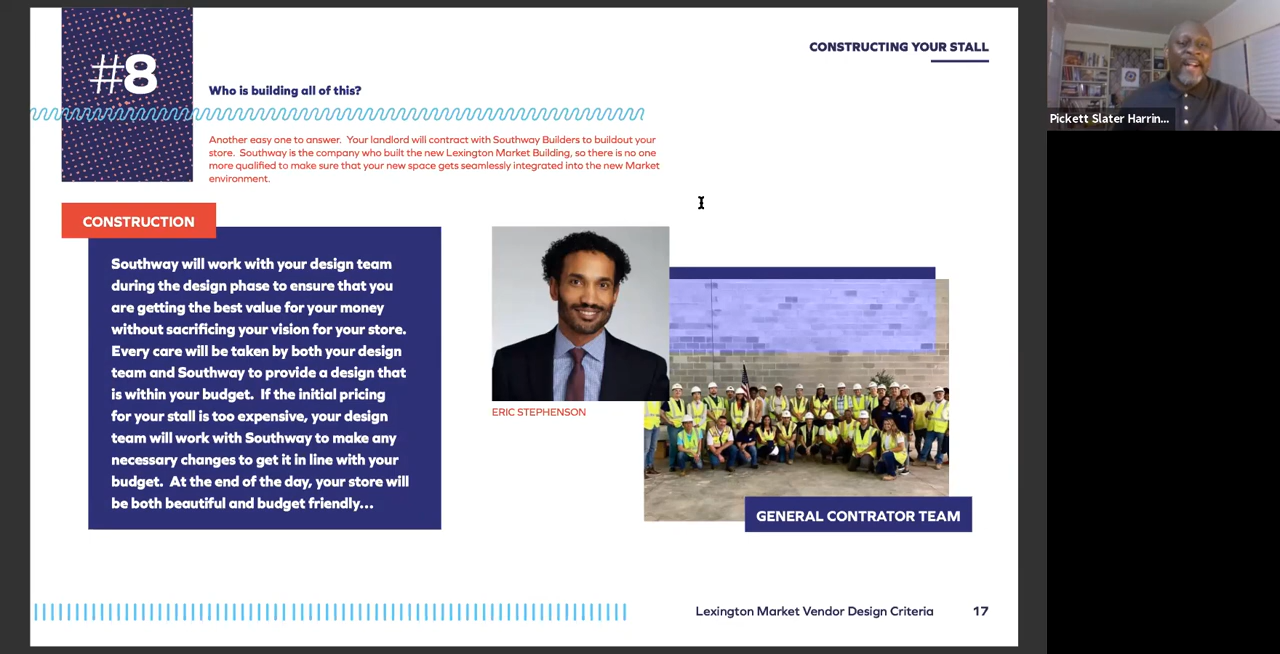 #8
CONSTRUCTING YOUR STALL
Who is building all of this?
Another easy one to answer.  Your landlord will contract with Southway Builders to buildout your
store.  Southway is the company who built the new Lexington Market Building, so there is no one
more qualified to make sure that your new space gets seamlessly integrated into the new Market
environment.
CONSTRUCTION
Southway will work with your design team
during the design phase to ensure that you
are getting the best value for your money
without sacrificing your vision for your store.
Every care will be taken by both your design
team and Southway to provide a design that
is within your budget.  If the initial pricing
for your stall is too expensive, your design
team will work with Southway to make any
necessary changes to get it in line with your
budget.  At the end of the day, your store will
be both beautiful and budget friendly...
ERIC STEPHENSON
GENERAL CONTRATOR TEAM
Lexington Market Vendor Design Criteria
17
Pickett Slater Harrin...